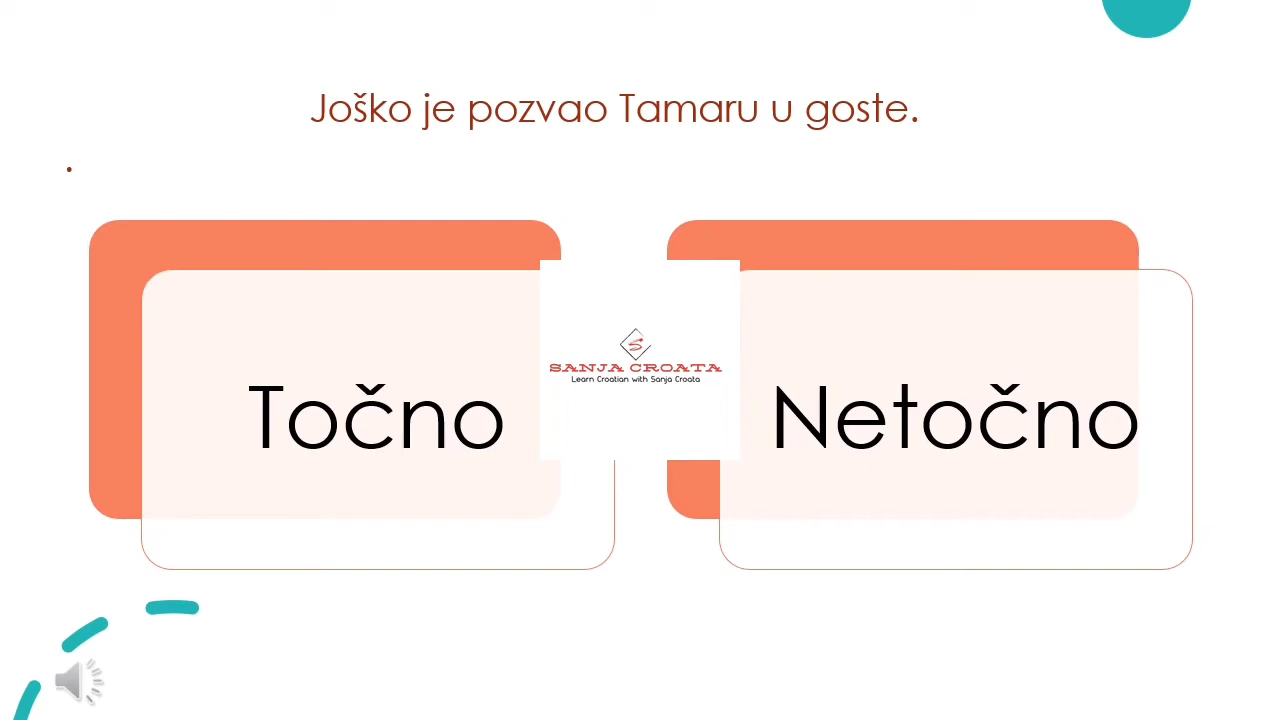 Joško je pozvao Tamaru u goste.
Točno
SANJA CROATA
Learn Croatian with Sanja Croata
Netočno